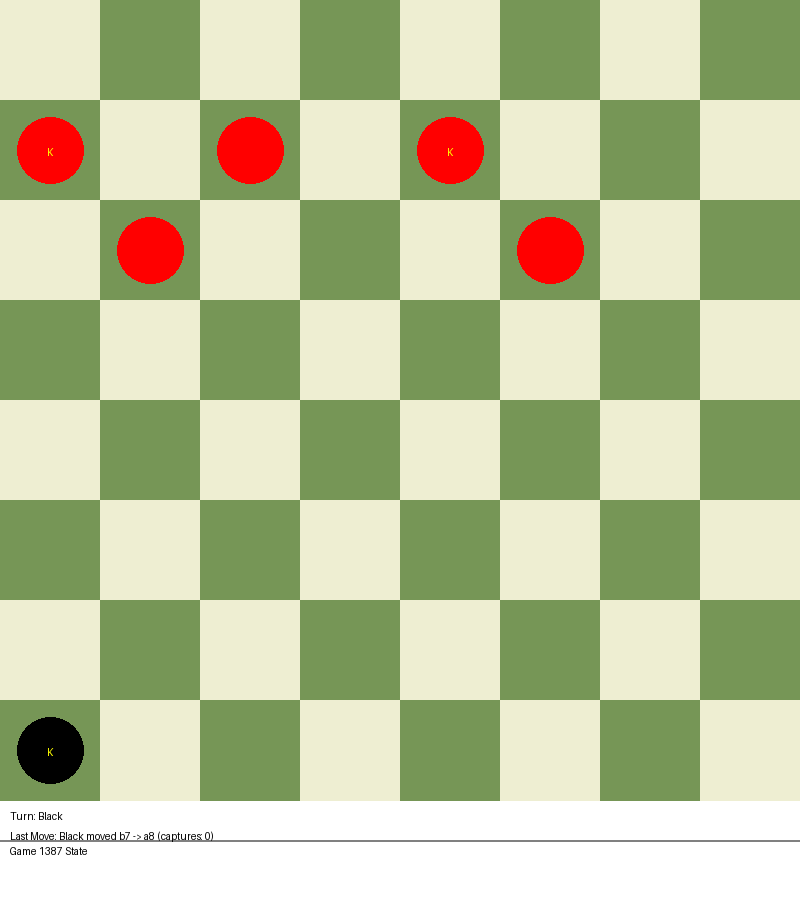 K
K
K
Turn: Black
Last Move: Black moved b7 -> a8 (captures: 0)
Game 1387 State